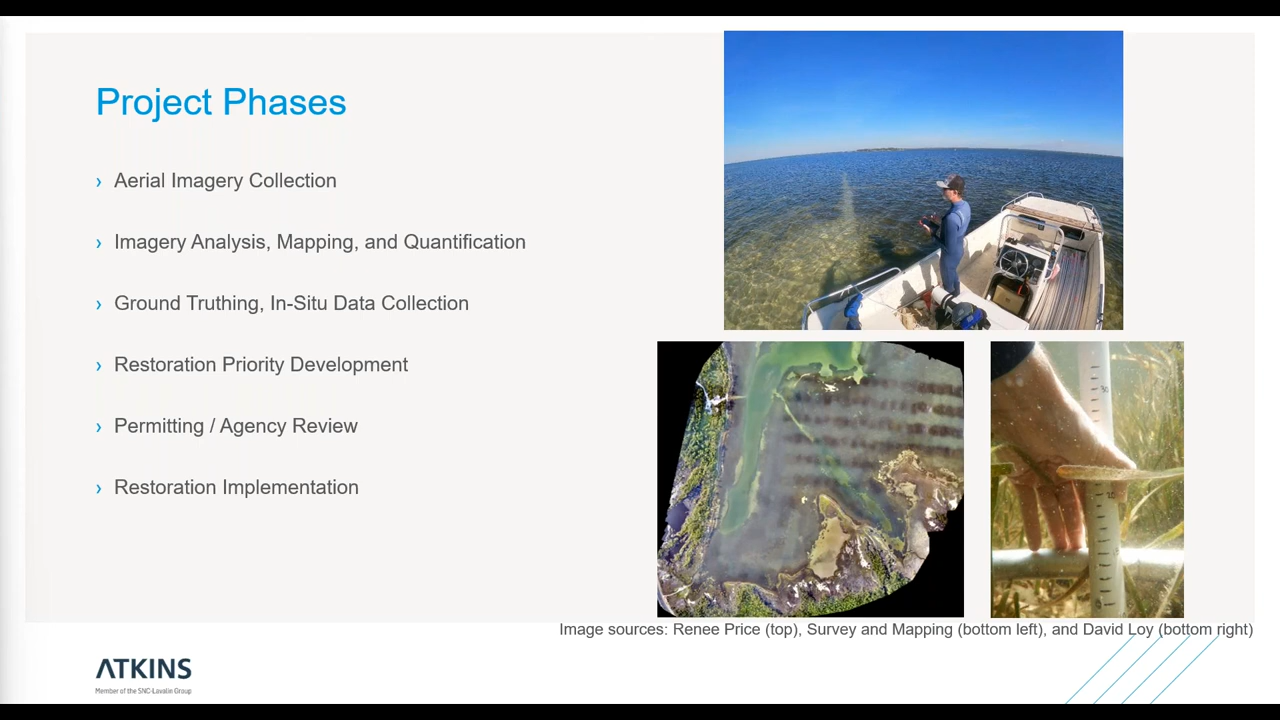 Project Phases
› Aerial Imagery Collection
› Imagery Analysis, Mapping, and Quantification
› Ground Truthing, In-Situ Data Collection
› Restoration Priority Development
› Permitting / Agency Review
› Restoration Implementation
30
Image sources: Renee Price (top), Survey and Mapping (bottom left), and David Loy (bottom right)
ATKINS
Member of the SNC-Lavalin Group